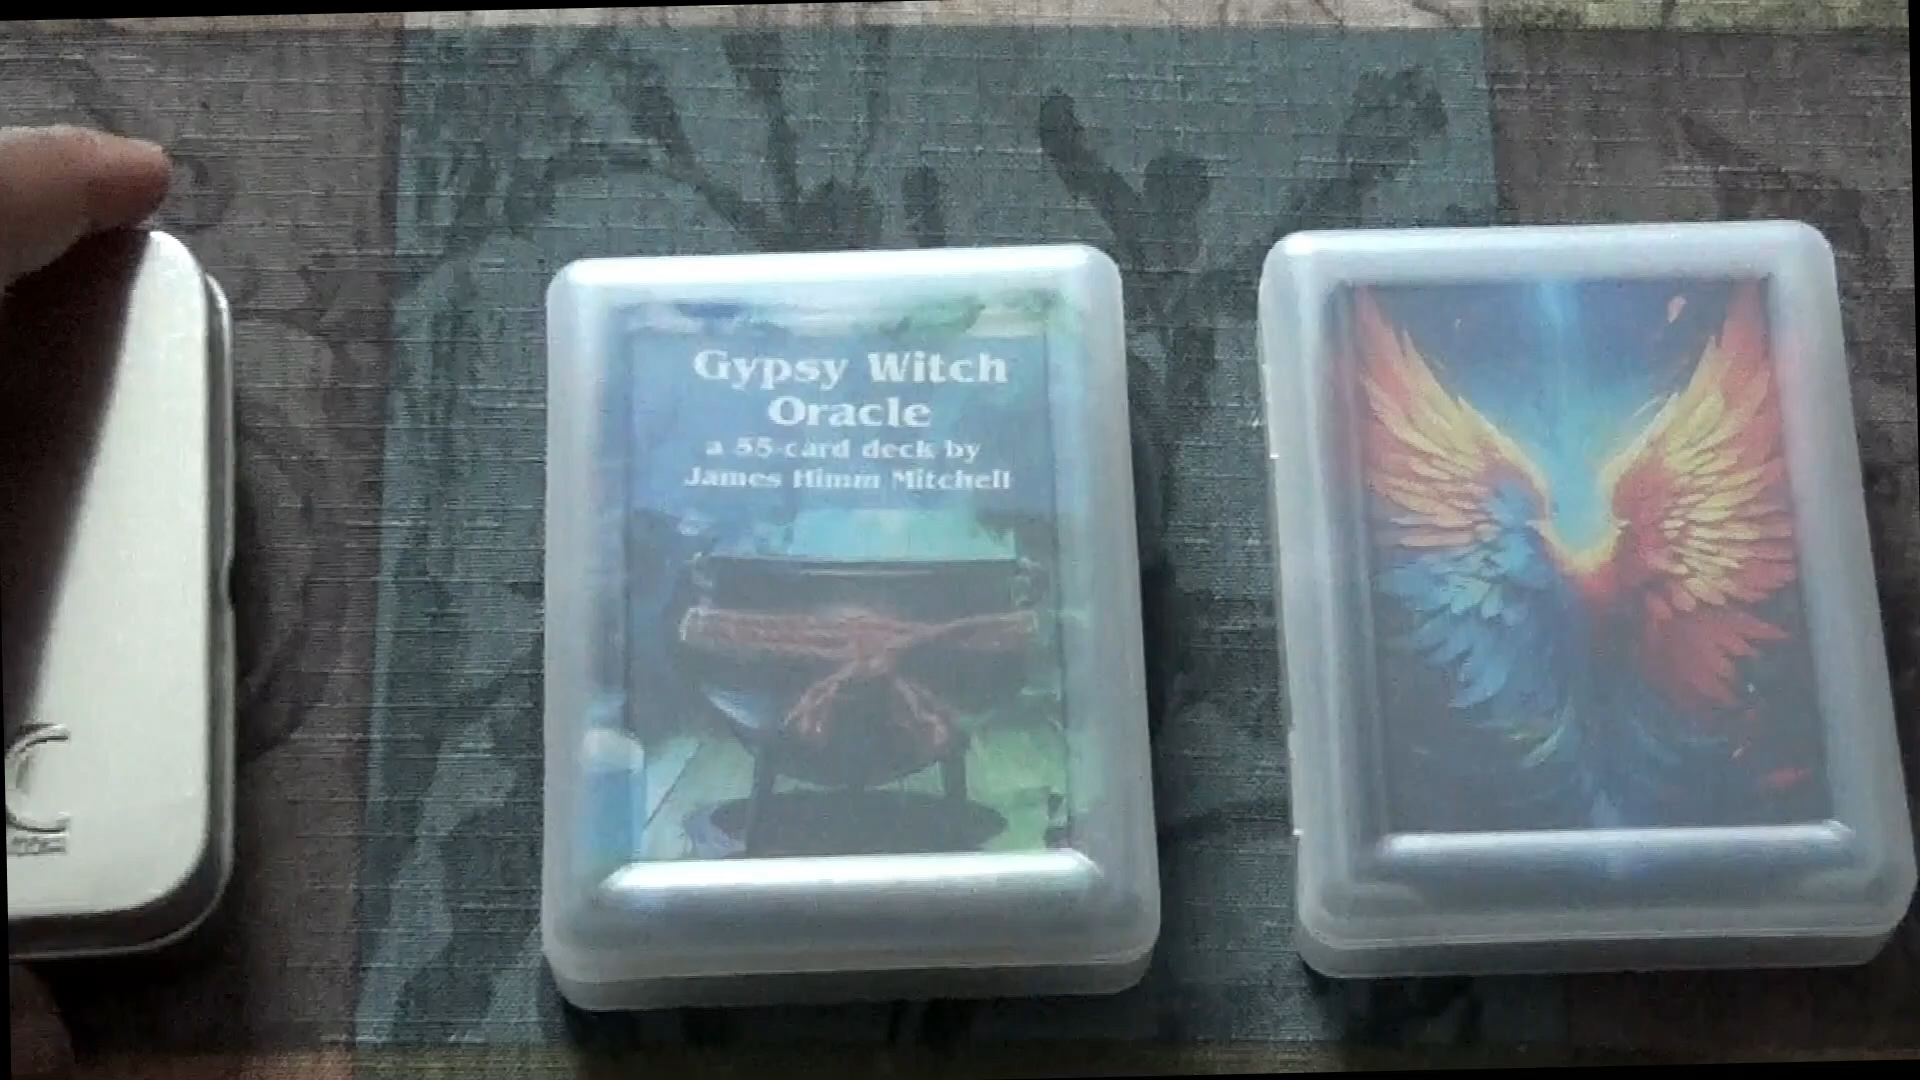 Gypsy Witch
Oracle
a 55-card deck by
James Himm Mitchell